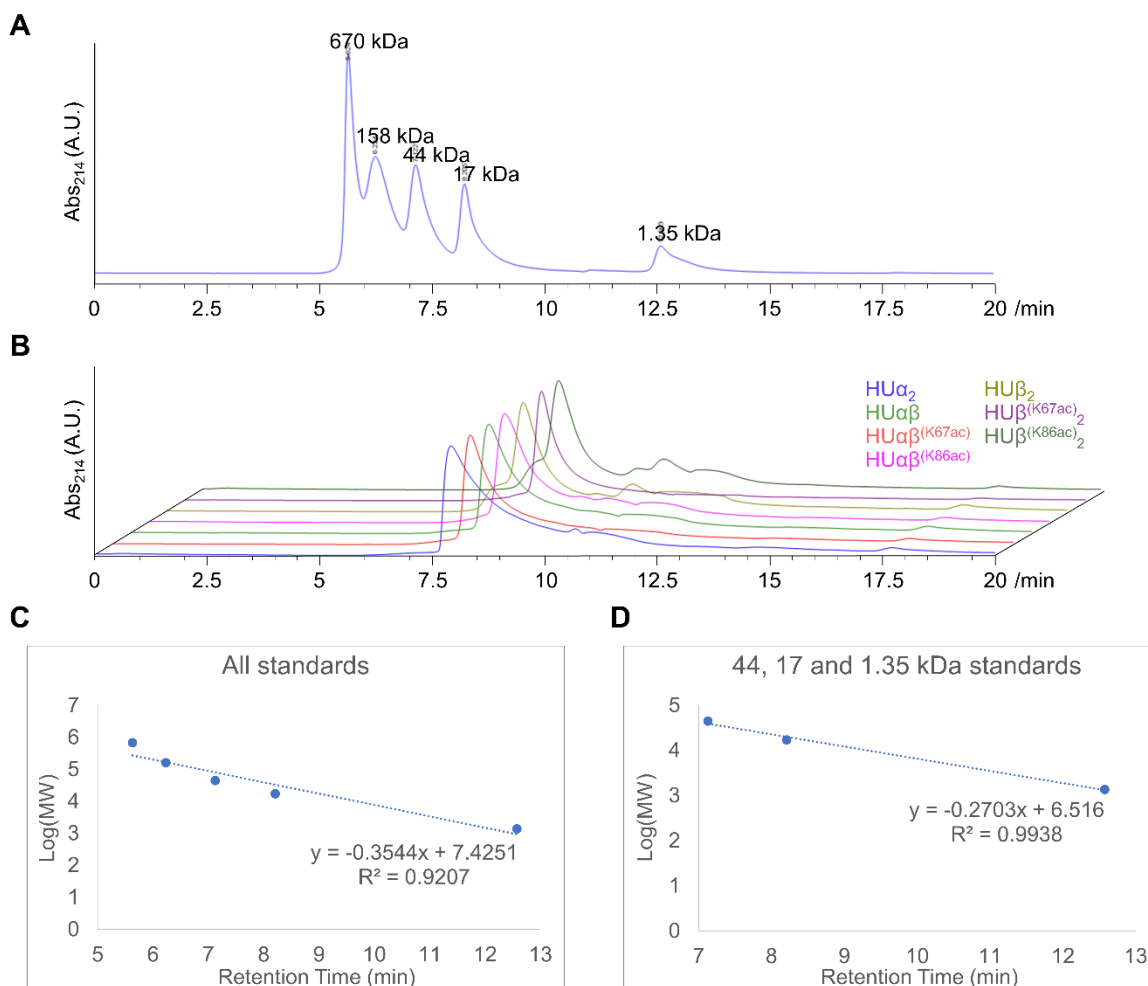 A
670 kDa
158 kDa
44 kDa
17 kDa
1.35 kDa
Abs₂₁₄ (A.U.)
0 2.5 5 7.5 10 12.5 15 17.5 20 /min
B
HUα₂ HUβ₂
HUαβ HUβ⁽ᴷ⁶⁷ᵃᶜ⁾₂
HUαβ⁽ᴷ⁶⁷ᵃᶜ⁾ HUβ⁽ᴷ⁸⁶ᵃᶜ⁾₂
HUαβ⁽ᴷ⁸⁶ᵃᶜ⁾
Abs₂₁₄ (A.U.)
0 2.5 5 7.5 10 12.5 15 17.5 20 /min
C
All standards
7
6
5
4
3
2
1
0
Log(MW)
y = -0.3544x + 7.4251
R² = 0.9207
5 6 7 8 9 10 11 12 13
Retention Time (min)
D
44, 17 and 1.35 kDa standards
5
4
3
2
1
0
Log(MW)
y = -0.2703x + 6.516
R² = 0.9938
7 8 9 10 11 12 13
Retention Time (min)